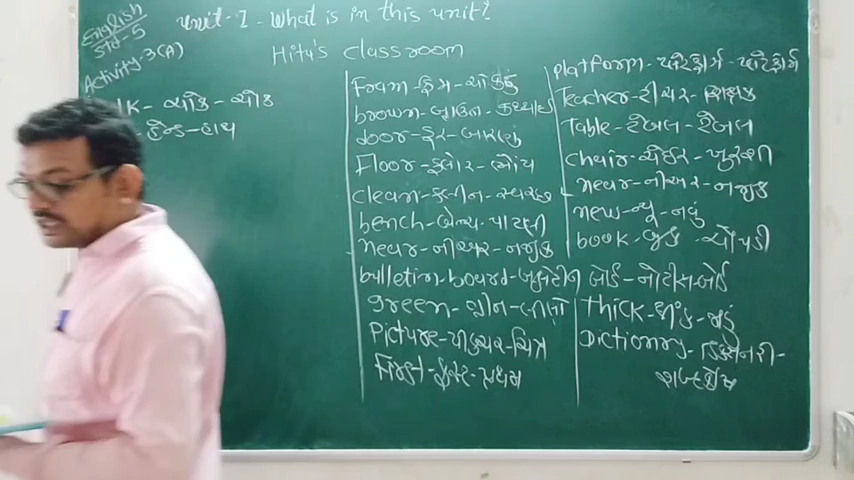 English
Std-5
Activity-3(A)
Unit-1 - What is in this unit?
Hity's classroom
lk - ચોક - ચોક
હેન્ડ - હાથ
Fram - ફ્રેમ - ચોકઠું
brown - બ્રાઉન - કથ્થાઈ
door - ડૂર - બારણું
Floor - ફ્લોર - ભોંય
clean - ક્લીન - સ્વચ્છ
bench - બેન્ચ - પાટલી
near - નીઅર - નજીક
bulletin-board - બુલેટીન બોર્ડ - નોટીસ બોર્ડ
green - ગ્રીન - લીલો
Picture - પીક્ચર - ચિત્ર
First - ફર્સ્ટ - પ્રથમ
Platform - પ્લેટફોર્મ - પ્લેટફોર્મ
Teacher - ટીચર - શિક્ષક
Table - ટેબલ - ટેબલ
chair - ચેઈર - ખુરશી
near - નીઅર - નજીક
new - ન્યૂ - નવું
book - બુક - ચોપડી
Thick - થીક - જાડું
Dictionry - ડિક્શનરી -
શબ્દકોષ